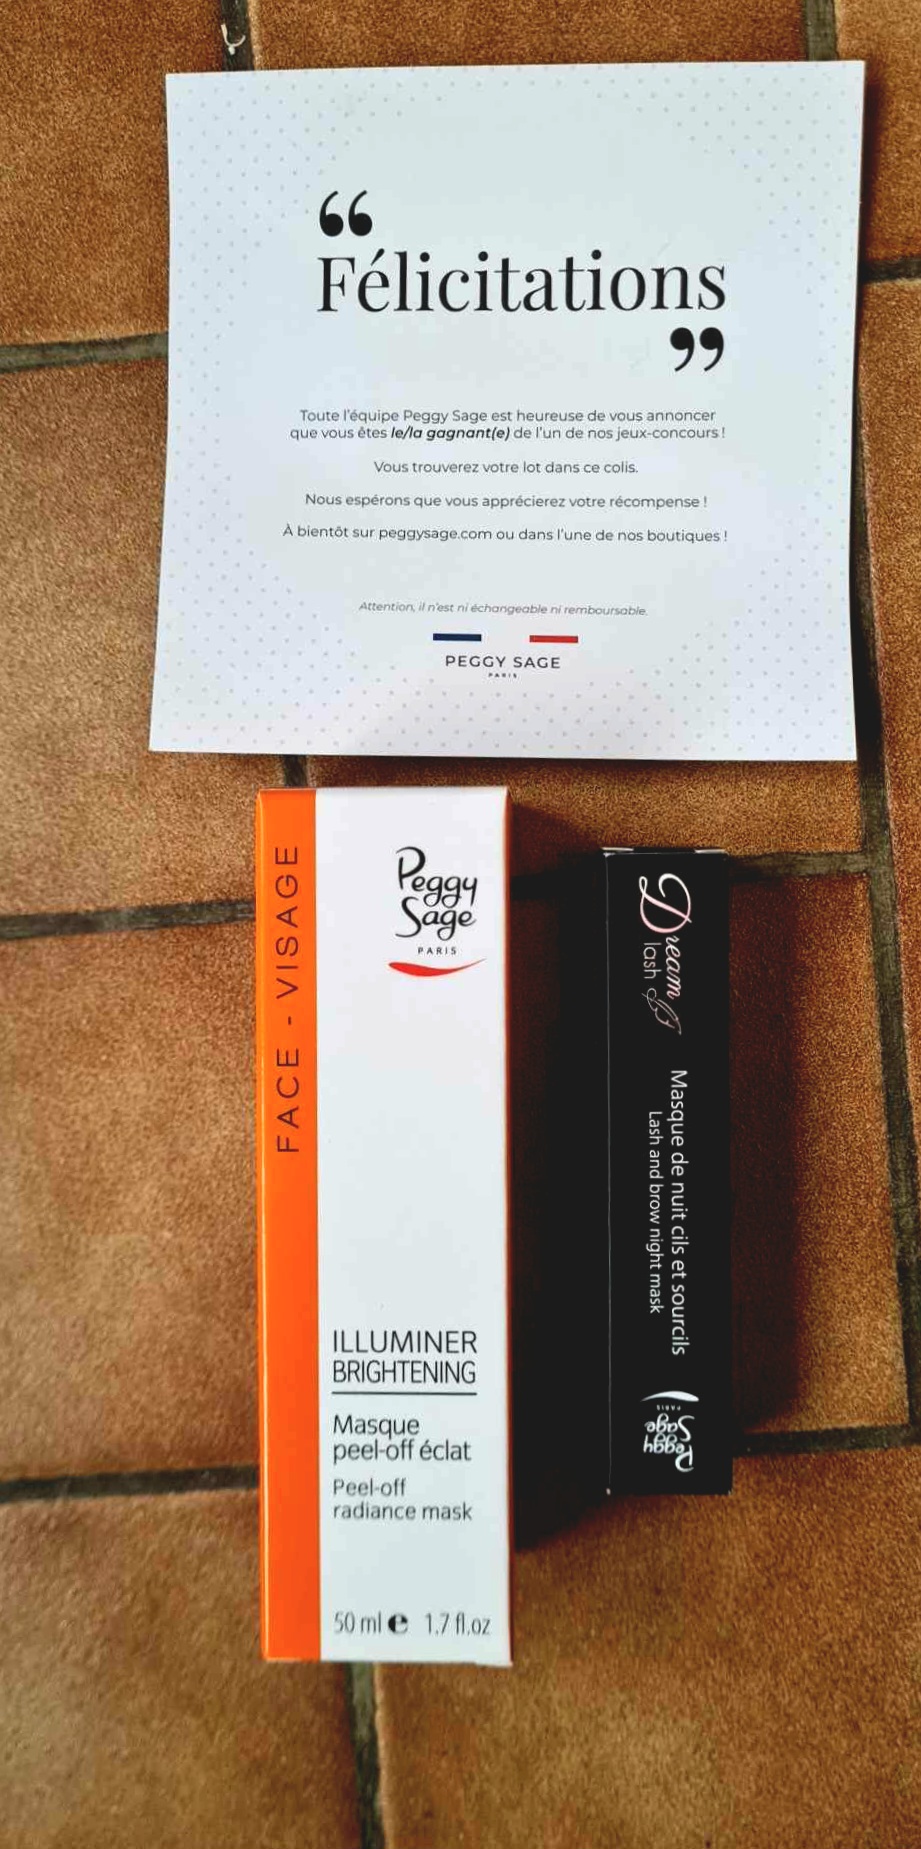 “
Félicitations
”
Toute l'équipe Peggy Sage est heureuse de vous annoncer
que vous êtes le/la gagnant(e) de l'un de nos jeux-concours !
Vous trouverez votre lot dans ce colis.
Nous espérons que vous apprécierez votre récompense !
À bientôt sur peggysage.com ou dans l'une de nos boutiques !
Attention, il n'est ni échangeable ni remboursable.
PEGGY SAGE
PARIS
FACE - VISAGE
Peggy
Sage
PARIS
ILLUMINER
BRIGHTENING
Masque
peel-off éclat
Peel-off
radiance mask
50 ml e 1.7 fl.oz
Dream
lash
Masque de nuit cils et sourcils
Lash and brow night mask
Peggy
Sage
PARIS